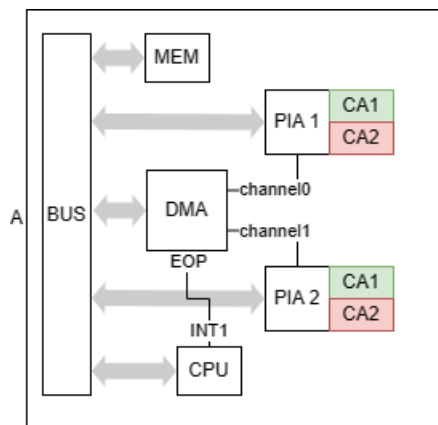 MEM
CA1
PIA 1
CA2
channel0
A
BUS
DMA
channel1
EOP
CA1
PIA 2
CA2
INT1
CPU